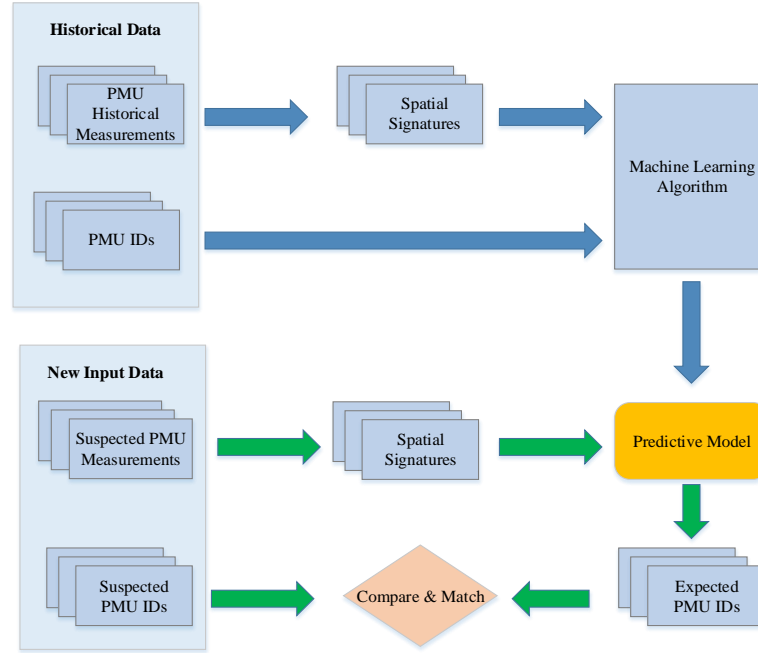 Historical Data
PMU
Historical
Measurements
Spatial
Signatures
Machine Learning
Algorithm
PMU IDs
New Input Data
Suspected PMU
Measurements
Spatial
Signatures
Predictive Model
Suspected
PMU IDs
Compare & Match
Expected
PMU IDs